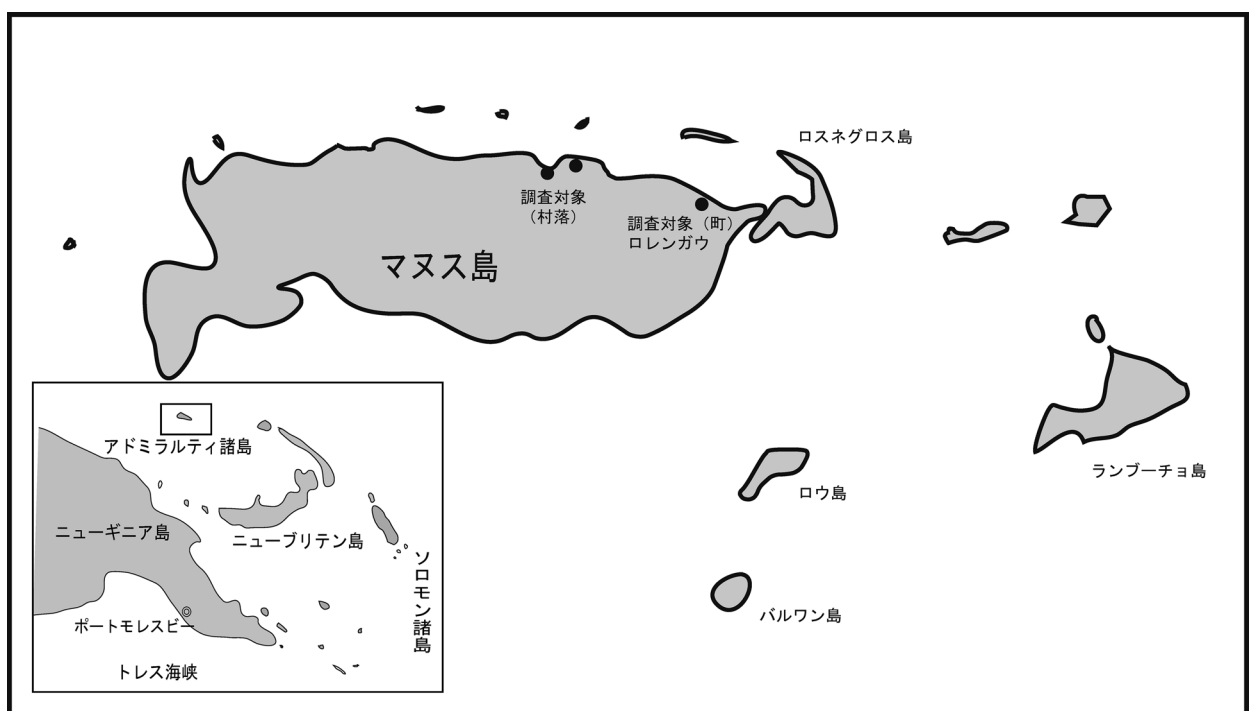 ロスネグロス島
調査対象
（村落）
調査対象（町）
ロレンガウ
マヌス島
アドミラルティ諸島
ニューギニア島
ニューブリテン島
ソロモン諸島
ポートモレスビー
トレス海峡
ランブーチョ島
ロウ島
バルワン島